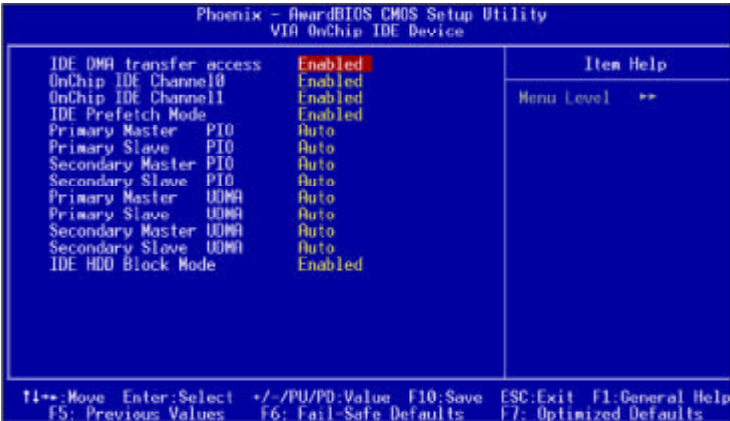 Phoenix - AwardBIOS CMOS Setup Utility
VIA OnChip IDE Device
IDE DMA transfer access Enabled
OnChip IDE Channel0 Enabled
OnChip IDE Channel1 Enabled
IDE Prefetch Mode Enabled
Primary Master PIO Auto
Primary Slave PIO Auto
Secondary Master PIO Auto
Secondary Slave PIO Auto
Primary Master UDMA Auto
Primary Slave UDMA Auto
Secondary Master UDMA Auto
Secondary Slave UDMA Auto
IDE HDD Block Mode Enabled
Item Help
Menu Level ►►
↑↓→←:Move Enter:Select +/-/PU/PD:Value F10:Save ESC:Exit F1:General Help
F5: Previous Values F6: Fail-Safe Defaults F7: Optimized Defaults